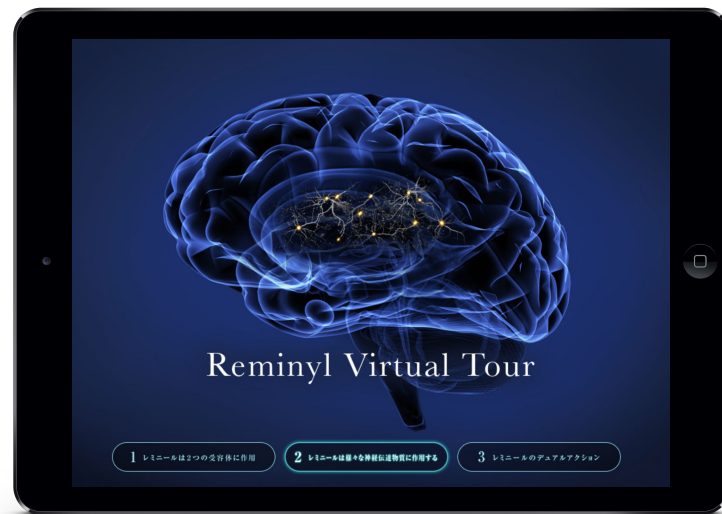 Reminyl Virtual Tour
1 レミニールは2つの受容体に作用
2 レミニールは様々な神経伝達物質に作用する
3 レミニールのデュアルアクション